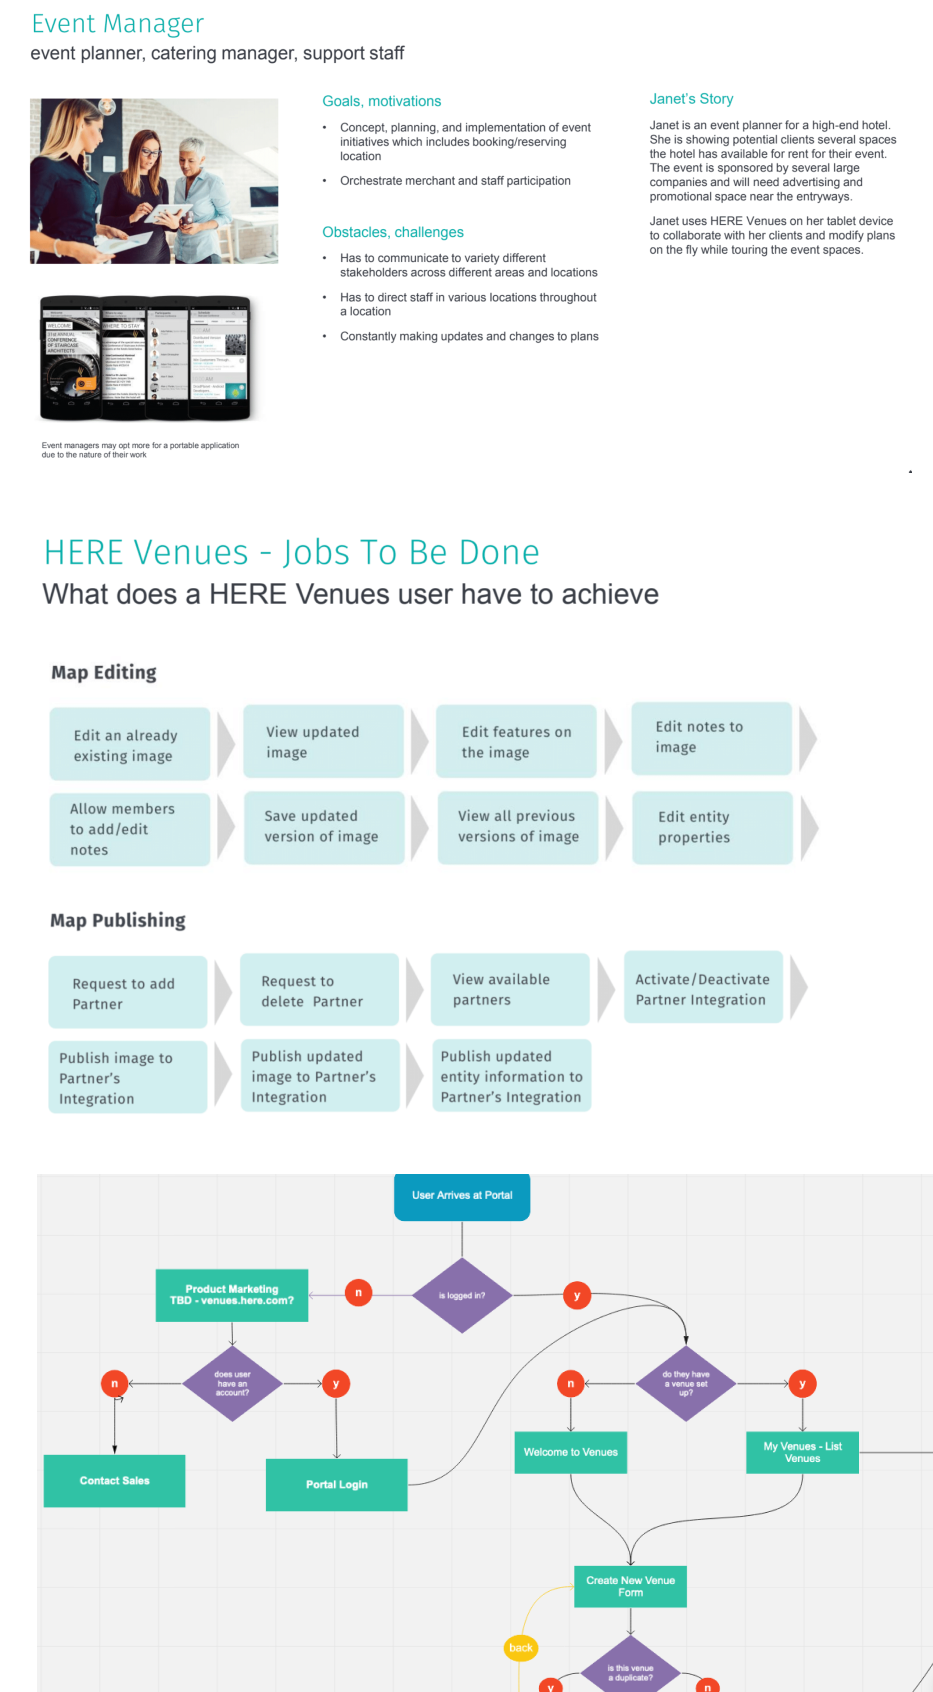 Event Manager
event planner, catering manager, support staff
Goals, motivations
• Concept, planning, and implementation of event
initiatives which includes booking/reserving
location
• Orchestrate merchant and staff participation
Obstacles, challenges
• Has to communicate to variety different
stakeholders across different areas and locations
• Has to direct staff in various locations throughout
a location
• Constantly making updates and changes to plans
Janet's Story
Janet is an event planner for a high-end hotel.
She is showing potential clients several spaces
the hotel has available for rent for their event.
The event is sponsored by several large
companies and will need advertising and
promotional space near the entryways.
Janet uses HERE Venues on her tablet device
to collaborate with her clients and modify plans
on the fly while touring the event spaces.
WELCOME
31st ANNUAL
CONFERENCE
OF STAIRCASE
ARCHITECTS
WHERE TO STAY
Event managers may opt more for a portable application
due to the nature of their work
HERE Venues - Jobs To Be Done
What does a HERE Venues user have to achieve
Map Editing
Edit an already
existing image
View updated
image
Edit features on
the image
Edit notes to
image
Allow members
to add/edit
notes
Save updated
version of image
View all previous
versions of image
Edit entity
properties
Map Publishing
Request to add
Partner
Request to
delete Partner
View available
partners
Activate/Deactivate
Partner Integration
Publish image to
Partner's
Integration
Publish updated
image to Partner's
Integration
Publish updated
entity information to
Partner's Integration
User Arrives at Portal
is logged in?
n
y
Product Marketing
TBD - venues.here.com?
does user
have an
account?
n
y
do they have
a venue set
up?
n
y
Contact Sales
Portal Login
Welcome to Venues
My Venues - List
Venues
Create New Venue
Form
back
is this venue
a duplicate?
y
n